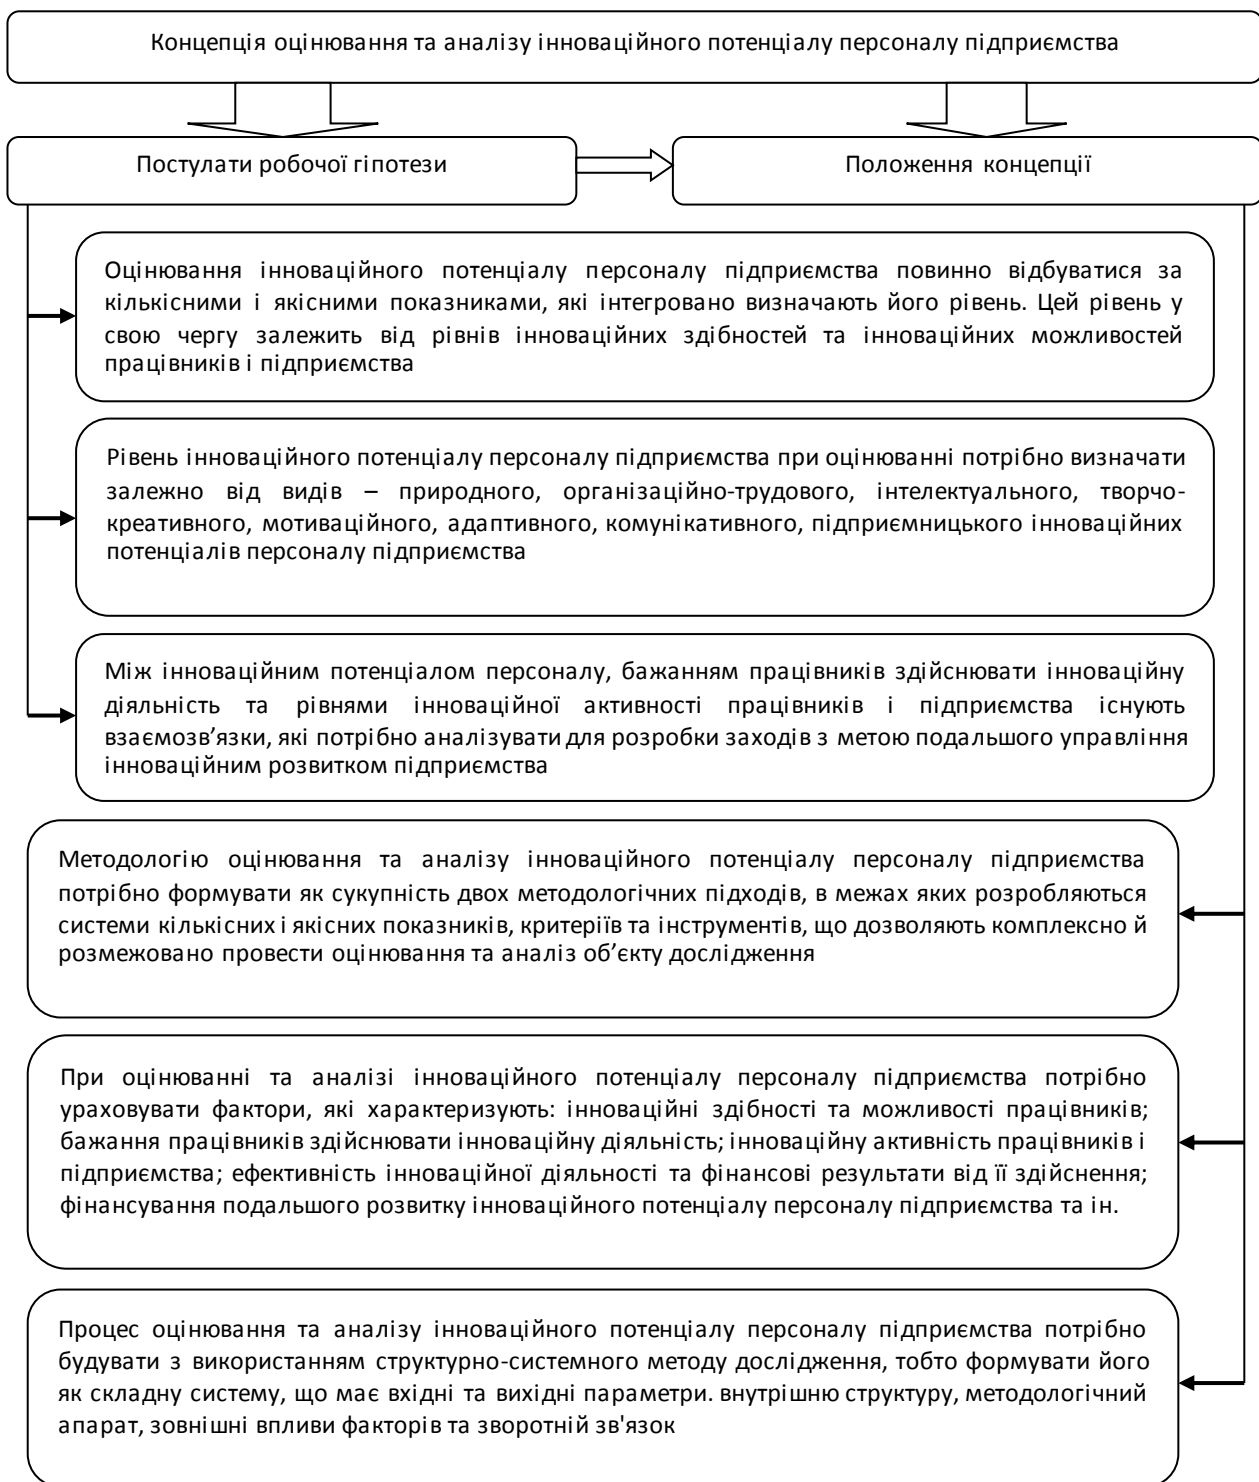 Концепція оцінювання та аналізу інноваційного потенціалу персоналу підприємства
Постулати робочої гіпотези
Положення концепції
Оцінювання інноваційного потенціалу персоналу підприємства повинно відбуватися за
кількісними і якісними показниками, які інтегровано визначають його рівень. Цей рівень у
свою чергу залежить від рівнів інноваційних здібностей та інноваційних можливостей
працівників і підприємства
Рівень інноваційного потенціалу персоналу підприємства при оцінюванні потрібно визначати
залежно від видів – природного, організаційно-трудового, інтелектуального, творчо-
креативного, мотиваційного, адаптивного, комунікативного, підприємницького інноваційних
потенціалів персоналу підприємства
Між інноваційним потенціалом персоналу, бажанням працівників здійснювати інноваційну
діяльність та рівнями інноваційної активності працівників і підприємства існують
взаємозв'язки, які потрібно аналізувати для розробки заходів з метою подальшого управління
інноваційним розвитком підприємства
Методологію оцінювання та аналізу інноваційного потенціалу персоналу підприємства
потрібно формувати як сукупність двох методологічних підходів, в межах яких розробляються
системи кількісних і якісних показників, критеріїв та інструментів, що дозволяють комплексно й
розмежовано провести оцінювання та аналіз об’єкту дослідження
При оцінюванні та аналізі інноваційного потенціалу персоналу підприємства потрібно
ураховувати фактори, які характеризують: інноваційні здібності та можливості працівників;
бажання працівників здійснювати інноваційну діяльність; інноваційну активність працівників і
підприємства; ефективність інноваційної діяльності та фінансові результати від її здійснення;
фінансування подальшого розвитку інноваційного потенціалу персоналу підприємства та ін.
Процес оцінювання та аналізу інноваційного потенціалу персоналу підприємства потрібно
будувати з використанням структурно-системного методу дослідження, тобто формувати його
як складну систему, що має вхідні та вихідні параметри. внутрішню структуру, методологічний
апарат, зовнішні впливи факторів та зворотній зв'язок